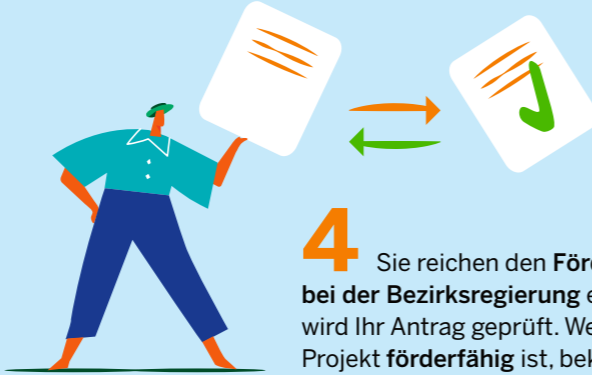 4 Sie reichen den
bei der Bezirksregierung
wird Ihr Antrag geprüft.
Projekt förderfähig ist,